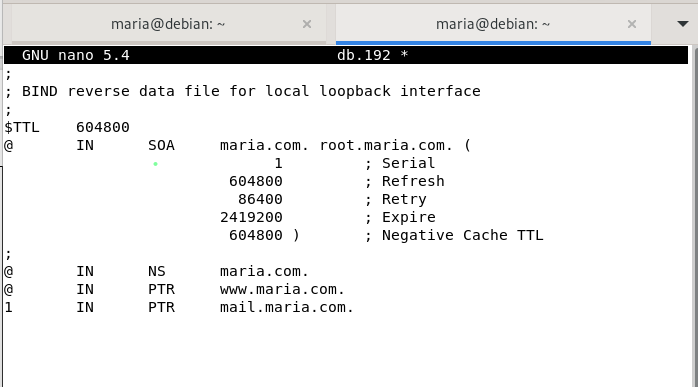 maria@debian: ~ × maria@debian: ~ ×
GNU nano 5.4 db.192 *
;
; BIND reverse data file for local loopback interface
;
$TTL 604800
@ IN SOA maria.com. root.maria.com. (
1 ; Serial
604800 ; Refresh
86400 ; Retry
2419200 ; Expire
604800 ) ; Negative Cache TTL
;
@ IN NS maria.com.
@ IN PTR www.maria.com.
1 IN PTR mail.maria.com.